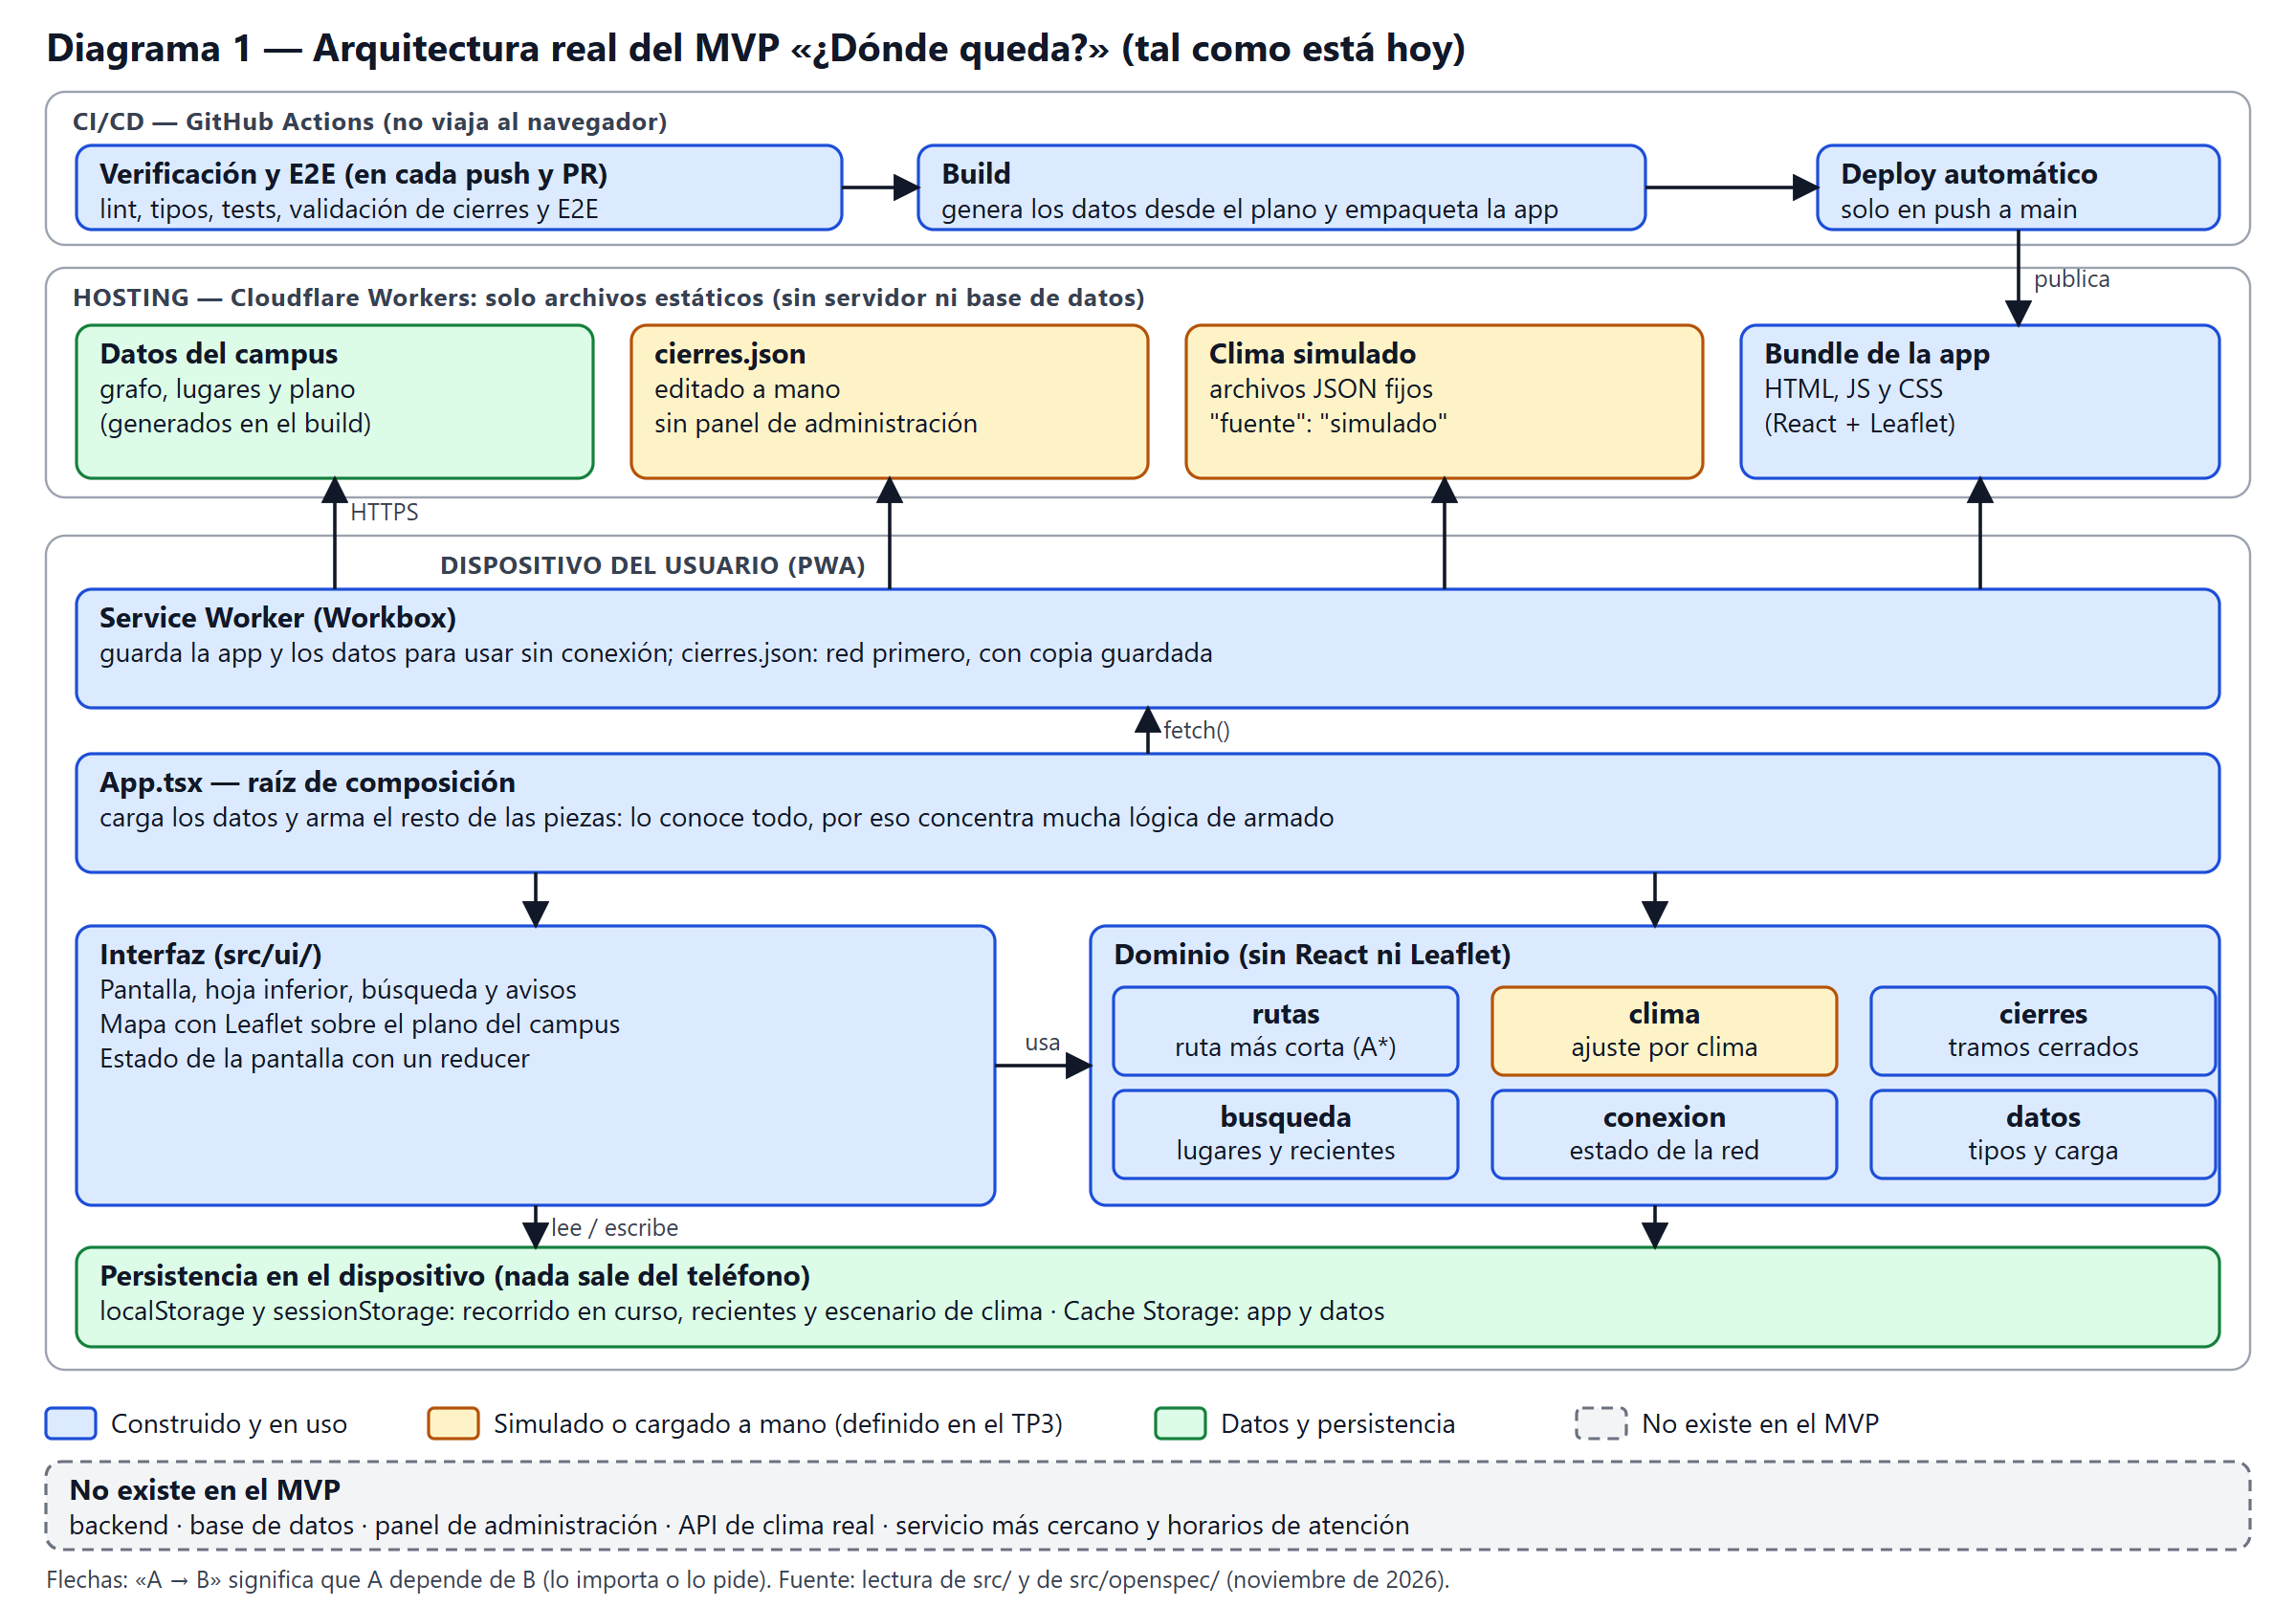 Diagrama 1 — Arquitectura real del MVP «¿Dónde queda?» (tal como está hoy)
CI/CD — GitHub Actions (no viaja al navegador)
Verificación y E2E (en cada push y PR)
lint, tipos, tests, validación de cierres y E2E
Build
genera los datos desde el plano y empaqueta la app
Deploy automático
solo en push a main
publica
HOSTING — Cloudflare Workers: solo archivos estáticos (sin servidor ni base de datos)
Datos del campus
grafo, lugares y plano
(generados en el build)
cierres.json
editado a mano
sin panel de administración
Clima simulado
archivos JSON fijos
"fuente": "simulado"
Bundle de la app
HTML, JS y CSS
(React + Leaflet)
HTTPS
DISPOSITIVO DEL USUARIO (PWA)
Service Worker (Workbox)
guarda la app y los datos para usar sin conexión; cierres.json: red primero, con copia guardada
fetch()
App.tsx — raíz de composición
carga los datos y arma el resto de las piezas: lo conoce todo, por eso concentra mucha lógica de armado
Interfaz (src/ui/)
Pantalla, hoja inferior, búsqueda y avisos
Mapa con Leaflet sobre el plano del campus
Estado de la pantalla con un reducer
usa
Dominio (sin React ni Leaflet)
rutas
ruta más corta (A*)
clima
ajuste por clima
cierres
tramos cerrados
busqueda
lugares y recientes
conexion
estado de la red
datos
tipos y carga
lee / escribe
Persistencia en el dispositivo (nada sale del teléfono)
localStorage y sessionStorage: recorrido en curso, recientes y escenario de clima · Cache Storage: app y datos
Construido y en uso
Simulado o cargado a mano (definido en el TP3)
Datos y persistencia
No existe en el MVP
No existe en el MVP
backend · base de datos · panel de administración · API de clima real · servicio más cercano y horarios de atención
Flechas: «A → B» significa que A depende de B (lo importa o lo pide). Fuente: lectura de src/ y de src/openspec/ (noviembre de 2026).